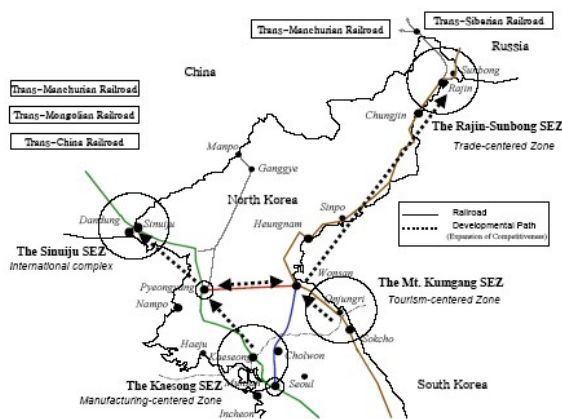 Trans-Siberian Railroad
Trans-Manchurian Railroad
Russia
China
Sunbong
Rajin
Trans-Manchurian Railroad
Trans-Mongolian Railroad
Trans-China Railroad
Chungjin
The Rajin-Sunbong SEZ
Trade-centered Zone
Manpo
Ganggye
North Korea
Dandung
Sinuiju
Sinpo
Heungnam
Railroad
Developmental Path
(Expansion of Competitiveness)
The Sinuiju SEZ
International complex
Pyeongyang
Wonsan
The Mt. Kumgang SEZ
Tourism-centered Zone
Onjungri
Nampo
Sokcho
Haeju
Kaeseong
Cholwon
Munsan
Seoul
The Kaesong SEZ
Manufacturing-centered Zone
Incheon
South Korea